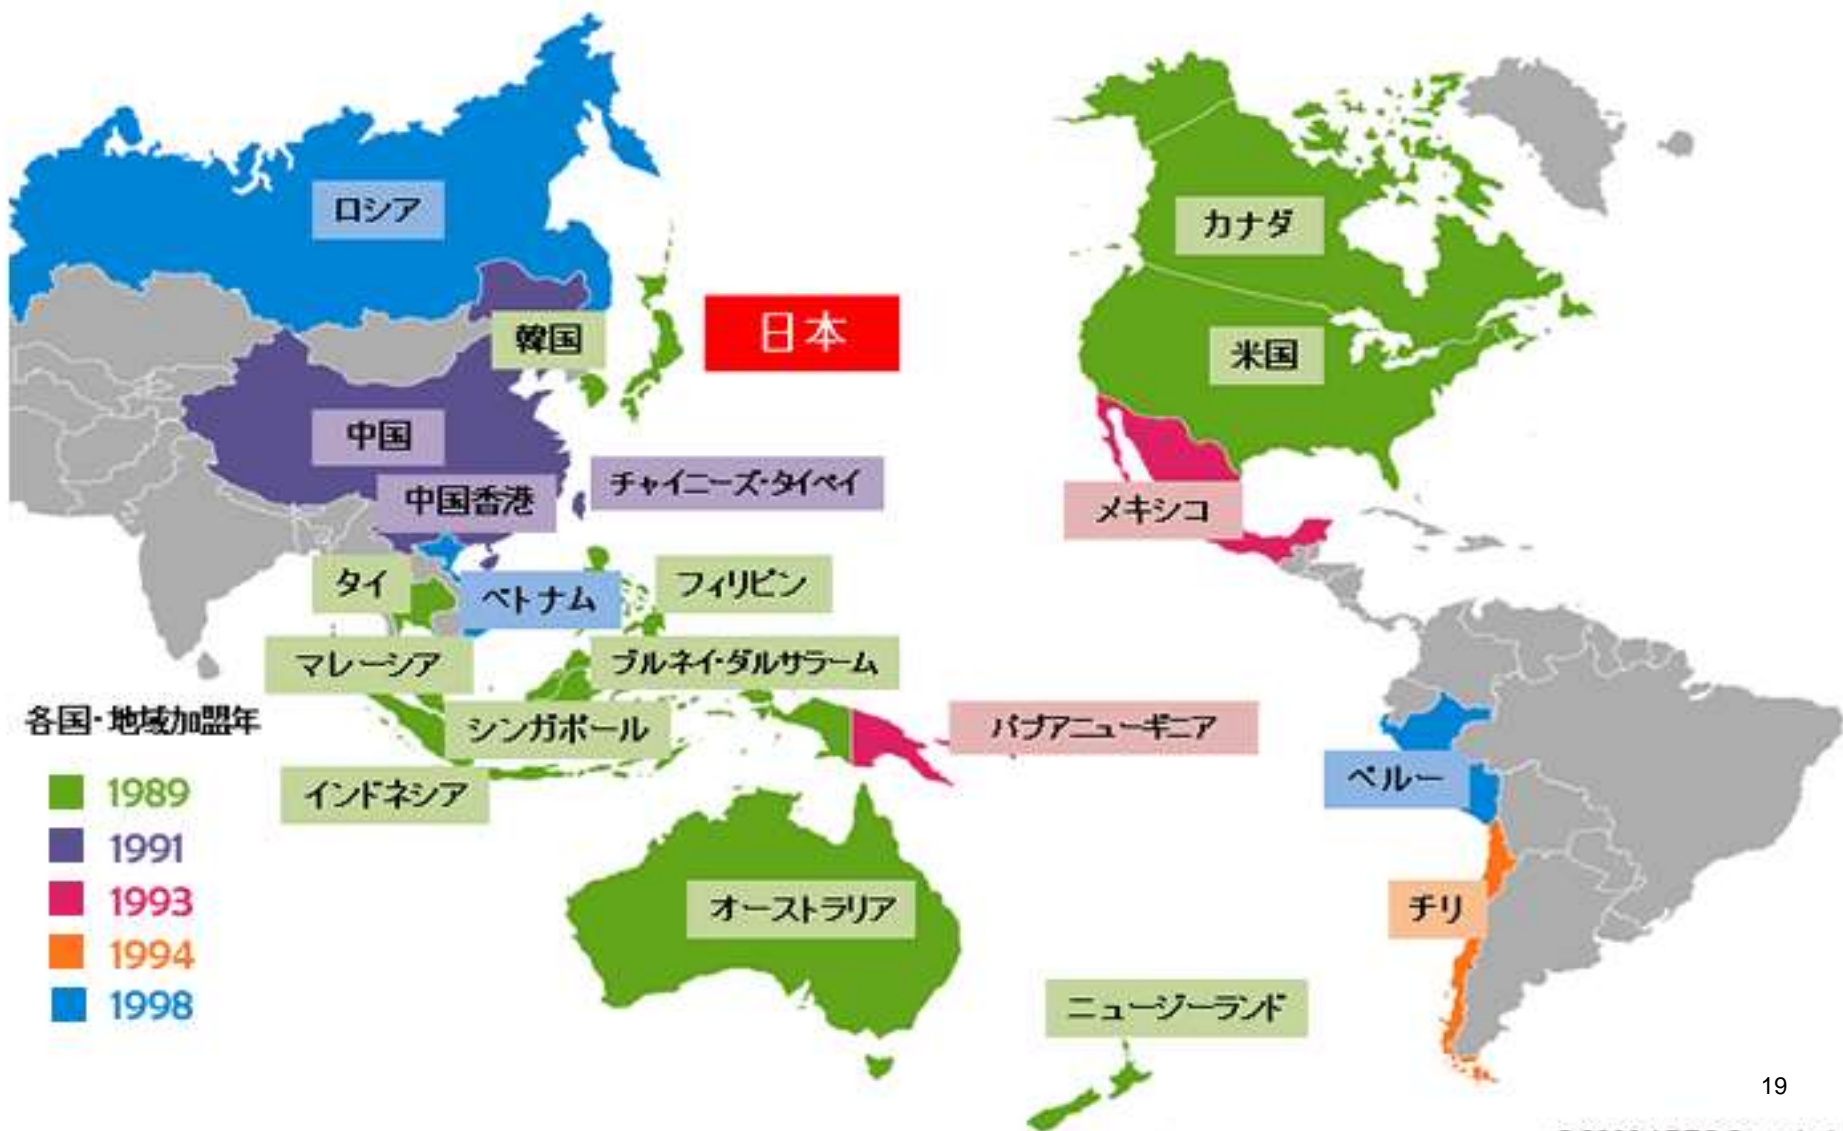 ロシア
カナダ
韓国
日本
米国
中国
中国香港
チャイニーズ・タイペイ
メキシコ
タイ
ベトナム
フィリピン
マレーシア
ブルネイ・ダルサラーム
シンガポール
パプアニューギニア
インドネシア
ペルー
オーストラリア
チリ
ニュージーランド
各国・地域加盟年
1989
1991
1993
1994
1998
19